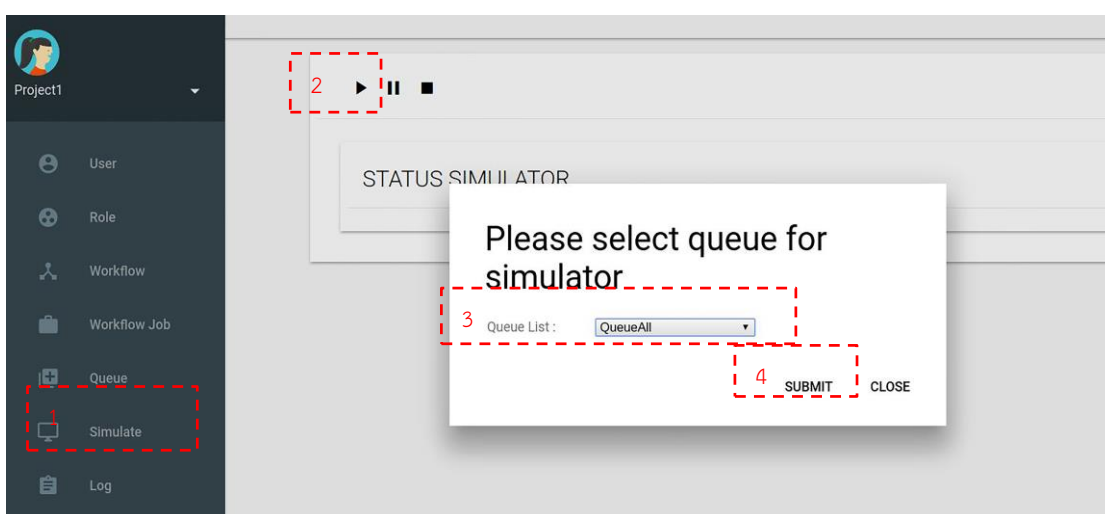 Project1
User
Role
Workflow
Workflow Job
Queue
1
Simulate
Log
2
STATUS SIMULATOR
Please select queue for
simulator
3 Queue List : QueueAll
4 SUBMIT CLOSE